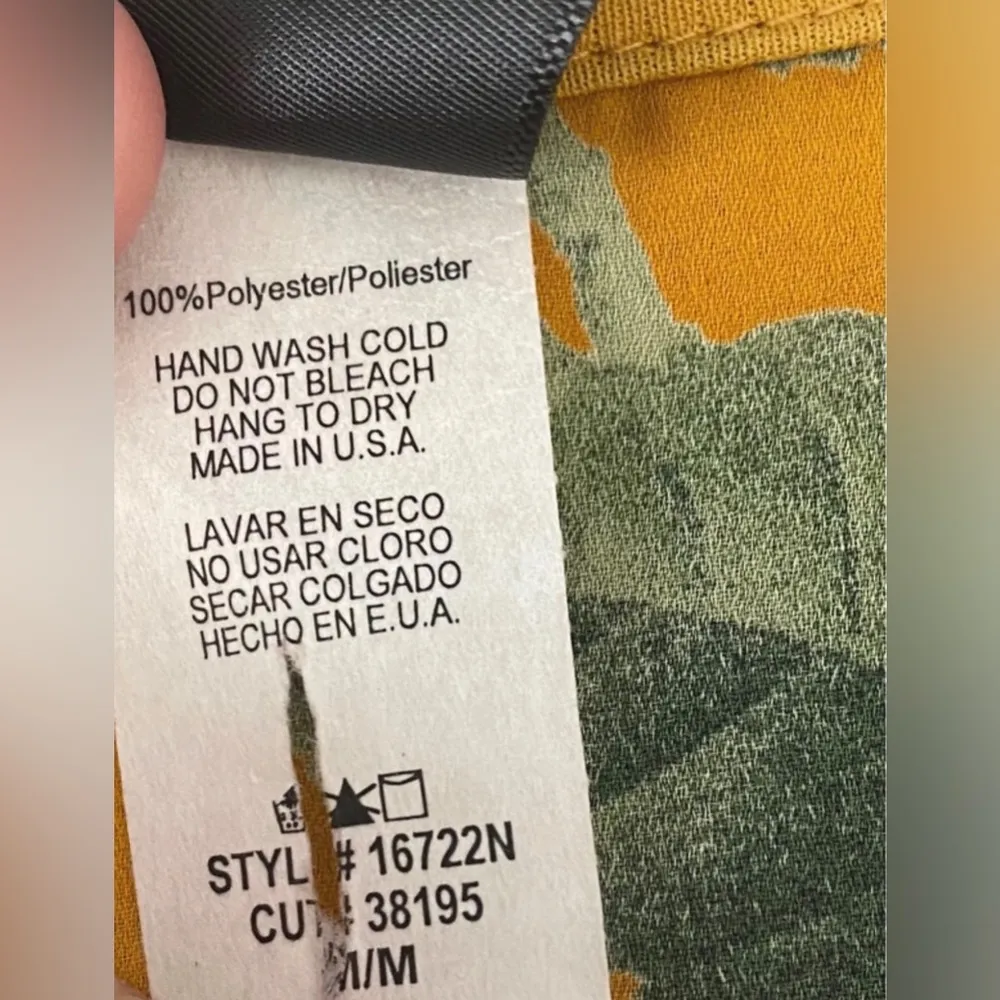 100%Polyester/Poliester
HAND WASH COLD
DO NOT BLEACH
HANG TO DRY
MADE IN U.S.A.
LAVAR EN SECO
NO USAR CLORO
SECAR COLGADO
HECHO EN E.U.A.
STYL # 16722N
CUT# 38195
M/M